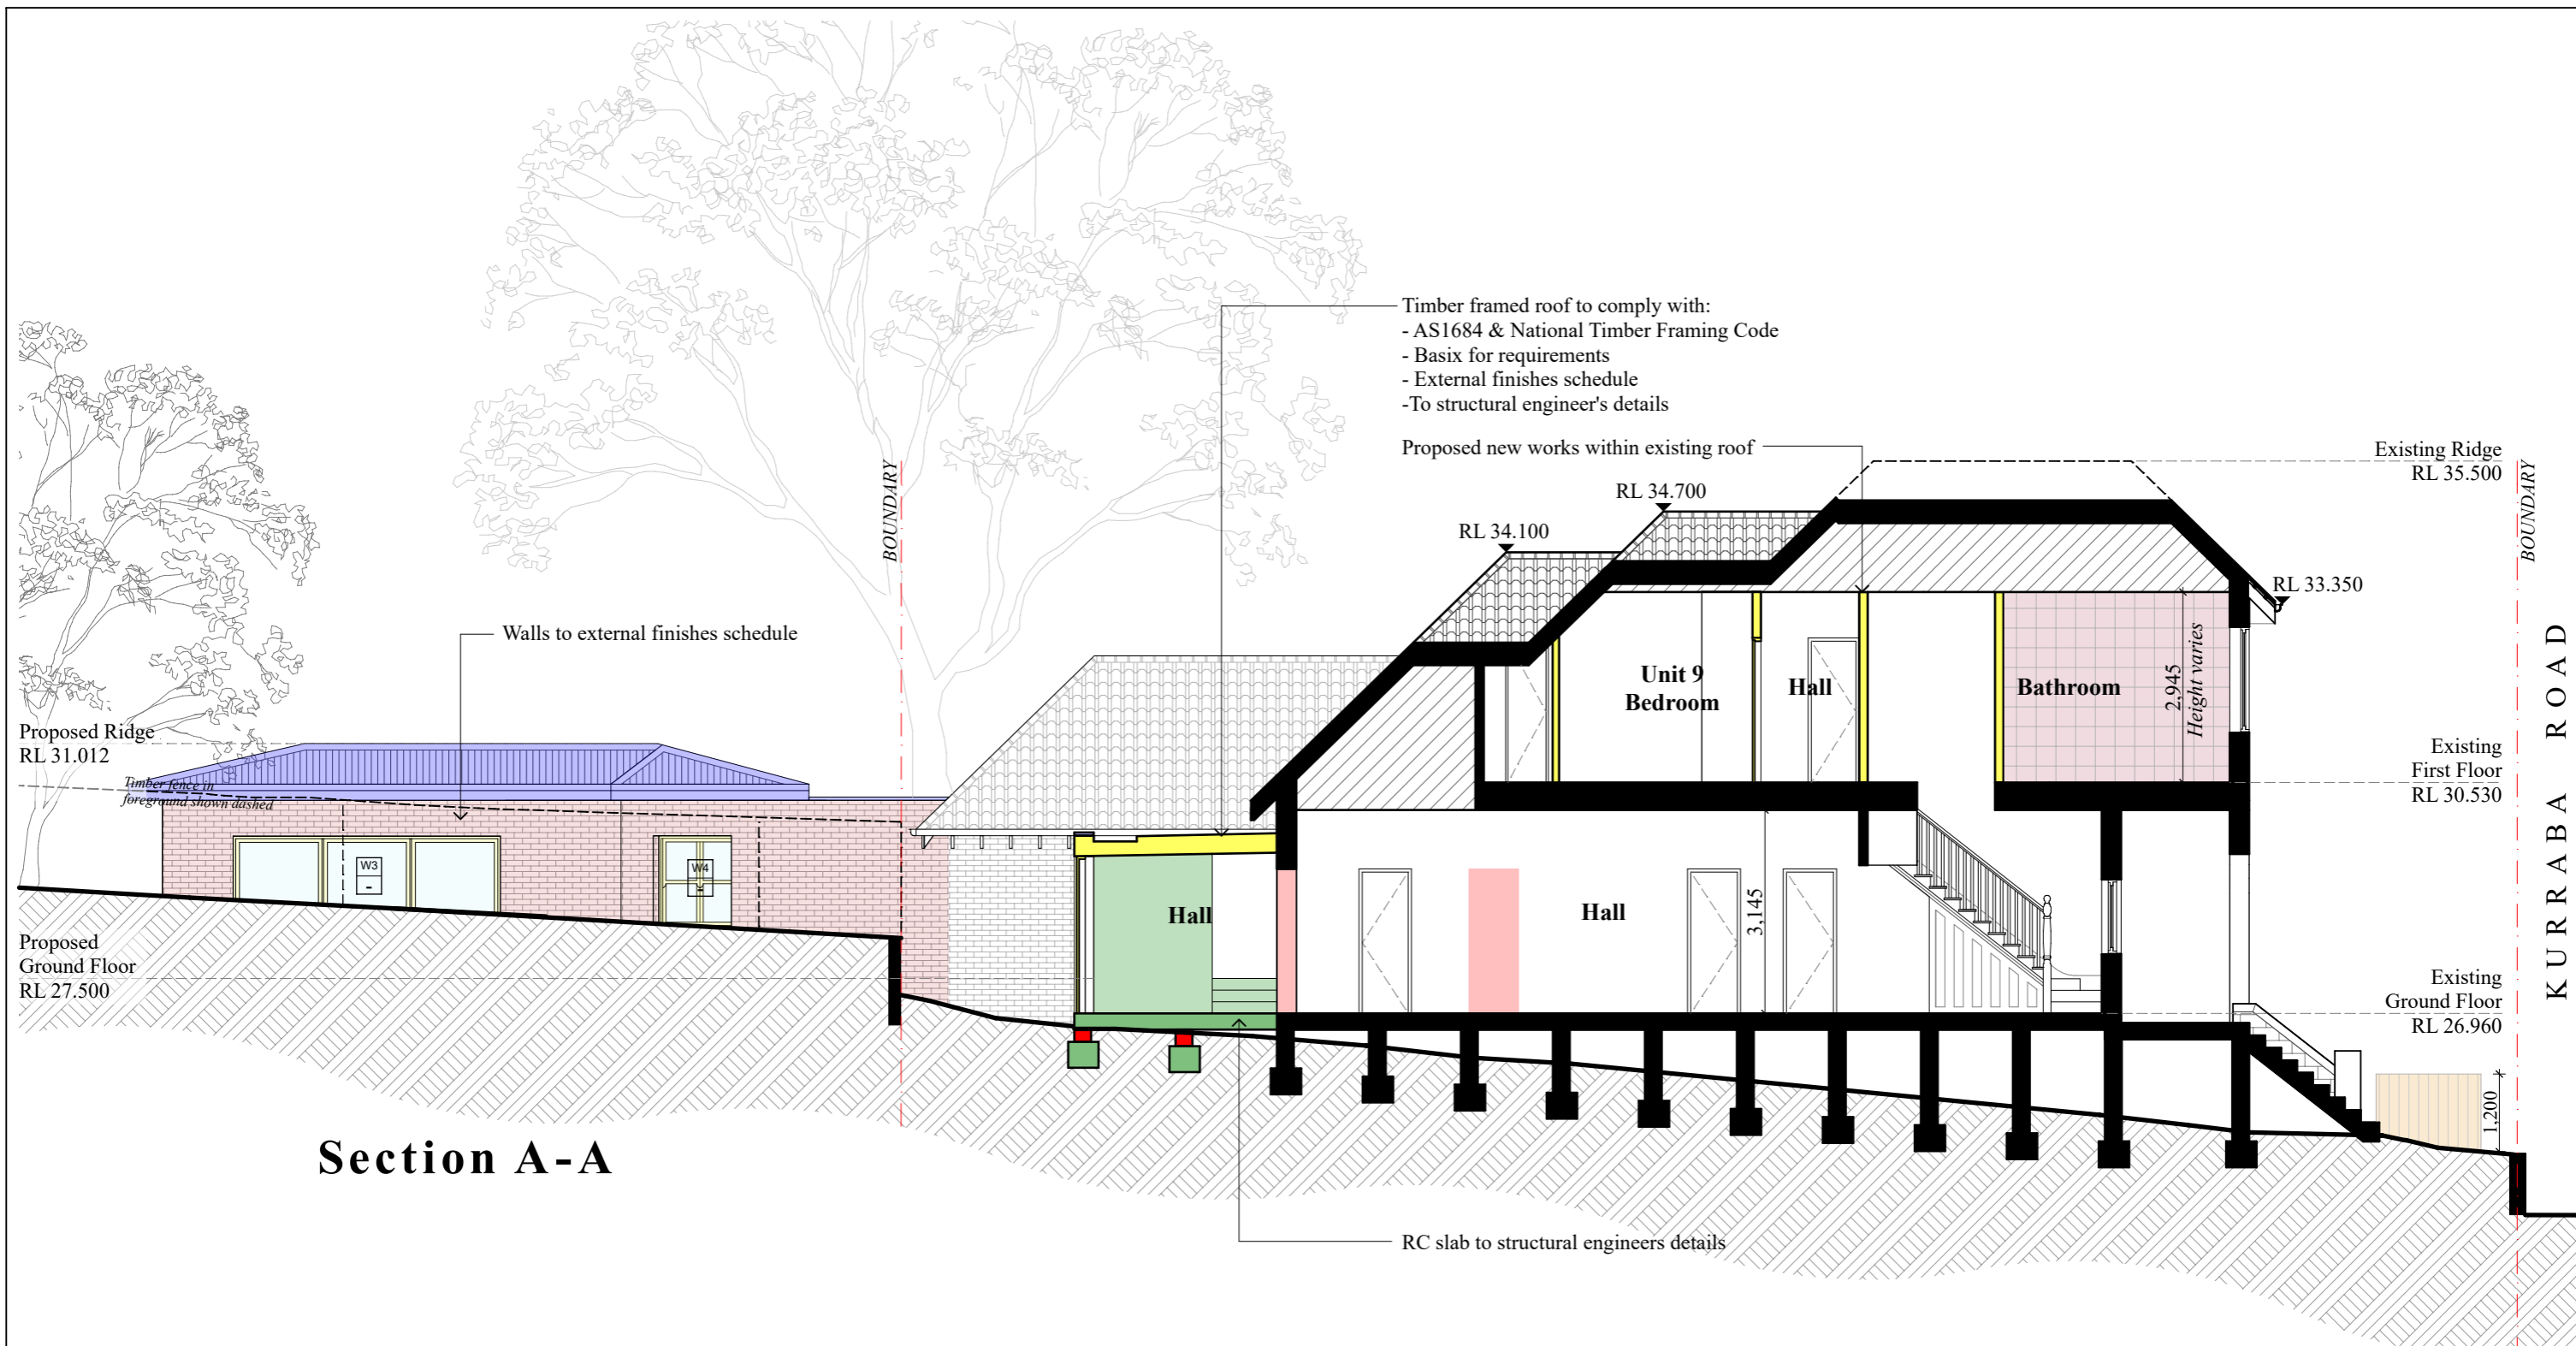 Timber framed roof to comply with:
- AS1684 & National Timber Framing Code
- Basix for requirements
- External finishes schedule
-To structural engineer's details
Proposed new works within existing roof
Existing Ridge
RL 35.500
BOUNDARY
BOUNDARY
RL 34.700
RL 34.100
RL 33.350
Walls to external finishes schedule
Unit 9
Bedroom
Hall
Bathroom
2,945
Height varies
KURRABA ROAD
Proposed Ridge
RL 31.012
Timber fence in
foreground shown dashed
Existing
First Floor
RL 30.530
W3
-
W4
-
Hall
Hall
3,145
Proposed
Ground Floor
RL 27.500
Existing
Ground Floor
RL 26.960
1,200
Section A-A
RC slab to structural engineers details